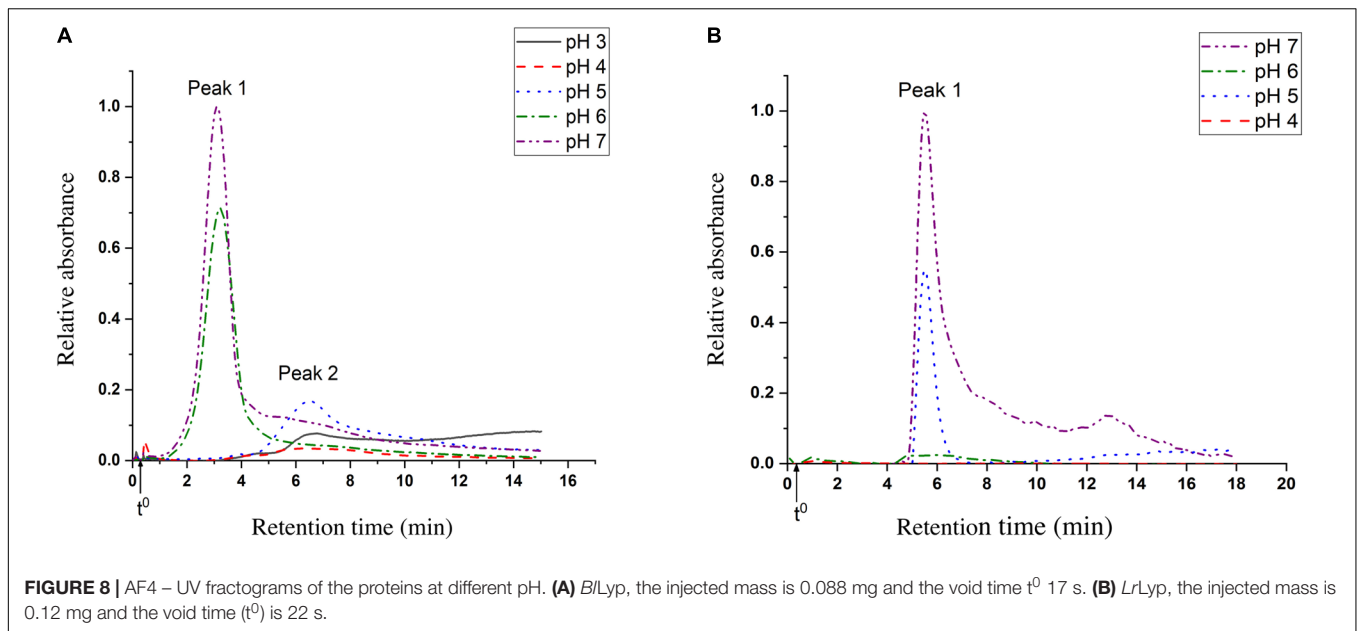 A
pH 3
pH 4
pH 5
pH 6
pH 7
Peak 1
Peak 2
1.0
0.8
0.6
0.4
0.2
0.0
0 2 4 6 8 10 12 14 16
t⁰
Relative absorbance
Retention time (min)
B
pH 7
pH 6
pH 5
pH 4
Peak 1
1.0
0.8
0.6
0.4
0.2
0.0
0 2 4 6 8 10 12 14 16 18 20
t⁰
Relative absorbance
Retention time (min)
FIGURE 8 | AF4 – UV fractograms of the proteins at different pH. (A) BlLyp, the injected mass is 0.088 mg and the void time t⁰ 17 s. (B) LrLyp, the injected mass is
0.12 mg and the void time (t⁰) is 22 s.